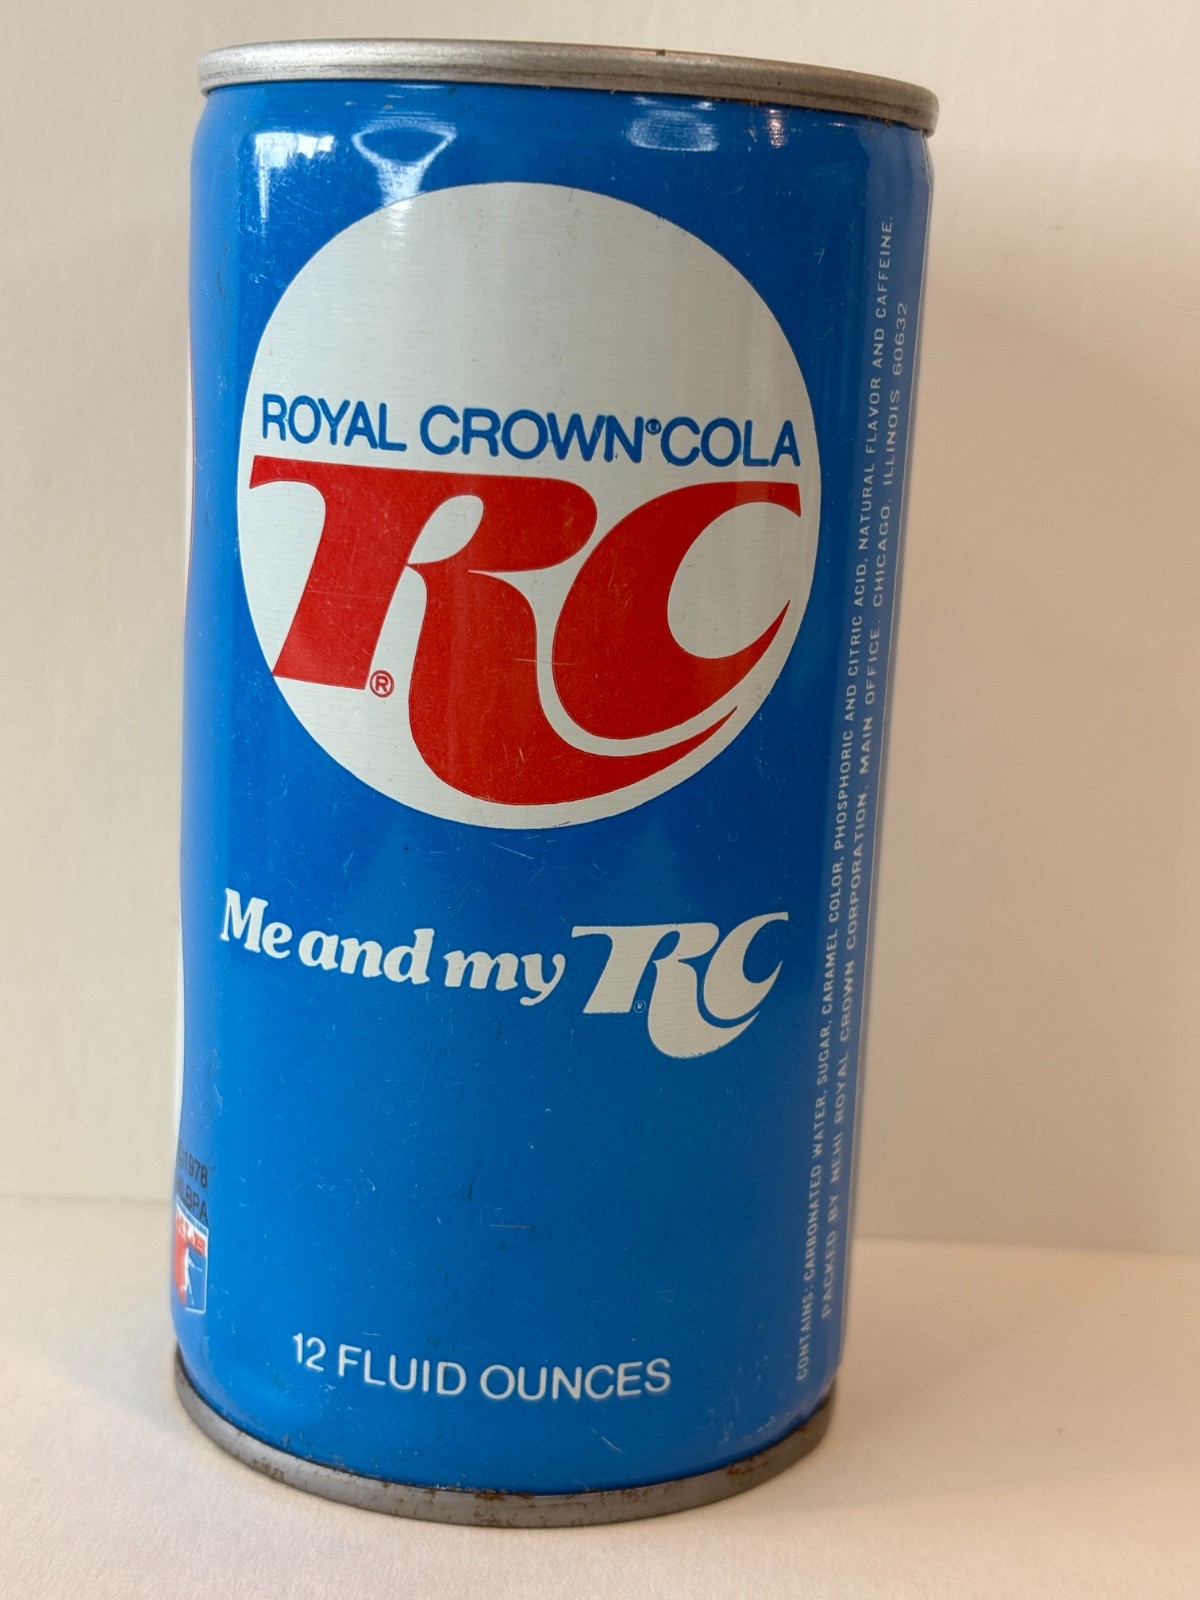 ROYAL CROWN® COLA
RC®
Me and my RC®
©1978
MLBPA
12 FLUID OUNCES
CONTAINS: CARBONATED WATER, SUGAR, CARAMEL COLOR, PHOSPHORIC AND CITRIC ACID, NATURAL FLAVOR AND CAFFEINE.
PACKED BY NEHI ROYAL CROWN CORPORATION. MAIN OFFICE, CHICAGO, ILLINOIS 60632